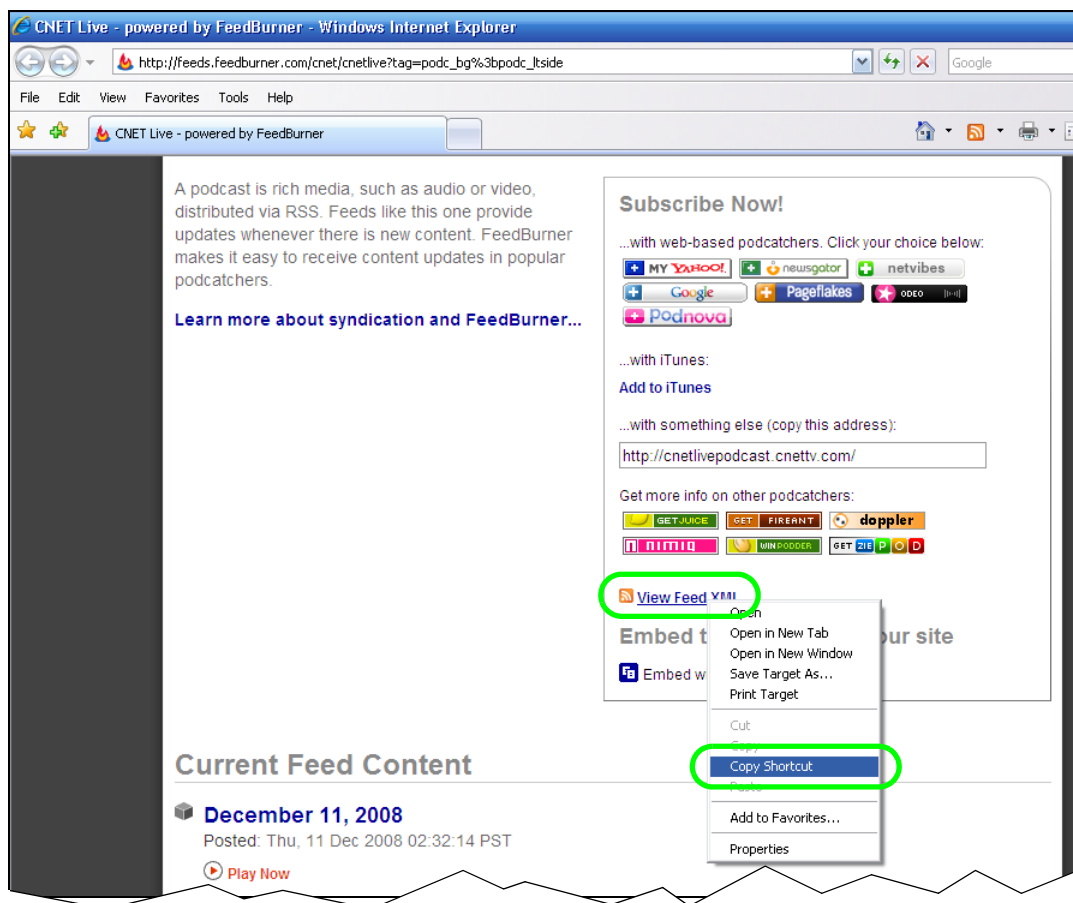 CNET Live - powered by FeedBurner - Windows Internet Explorer
http://feeds.feedburner.com/cnet/cnetlive?tag=podc_bg%3bpodc_ltside
Google
File Edit View Favorites Tools Help
CNET Live - powered by FeedBurner
A podcast is rich media, such as audio or video,
distributed via RSS. Feeds like this one provide
updates whenever there is new content. FeedBurner
makes it easy to receive content updates in popular
podcatchers.
Learn more about syndication and FeedBurner...
Subscribe Now!
...with web-based podcatchers. Click your choice below:
MY YAHOO! newsgator netvibes
Google Pageflakes ODEO
Podnova
...with iTunes:
Add to iTunes
...with something else (copy this address):
http://cnetlivepodcast.cnettv.com/
Get more info on other podcatchers:
GET JUICE GET FIREANT doppler
nimiq WINPODDER GET ZIE POD
View Feed XML
Embed t our site
Embed w
Open
Open in New Tab
Open in New Window
Save Target As...
Print Target
Cut
Copy
Copy Shortcut
Paste
Add to Favorites...
Properties
Current Feed Content
December 11, 2008
Posted: Thu, 11 Dec 2008 02:32:14 PST
Play Now